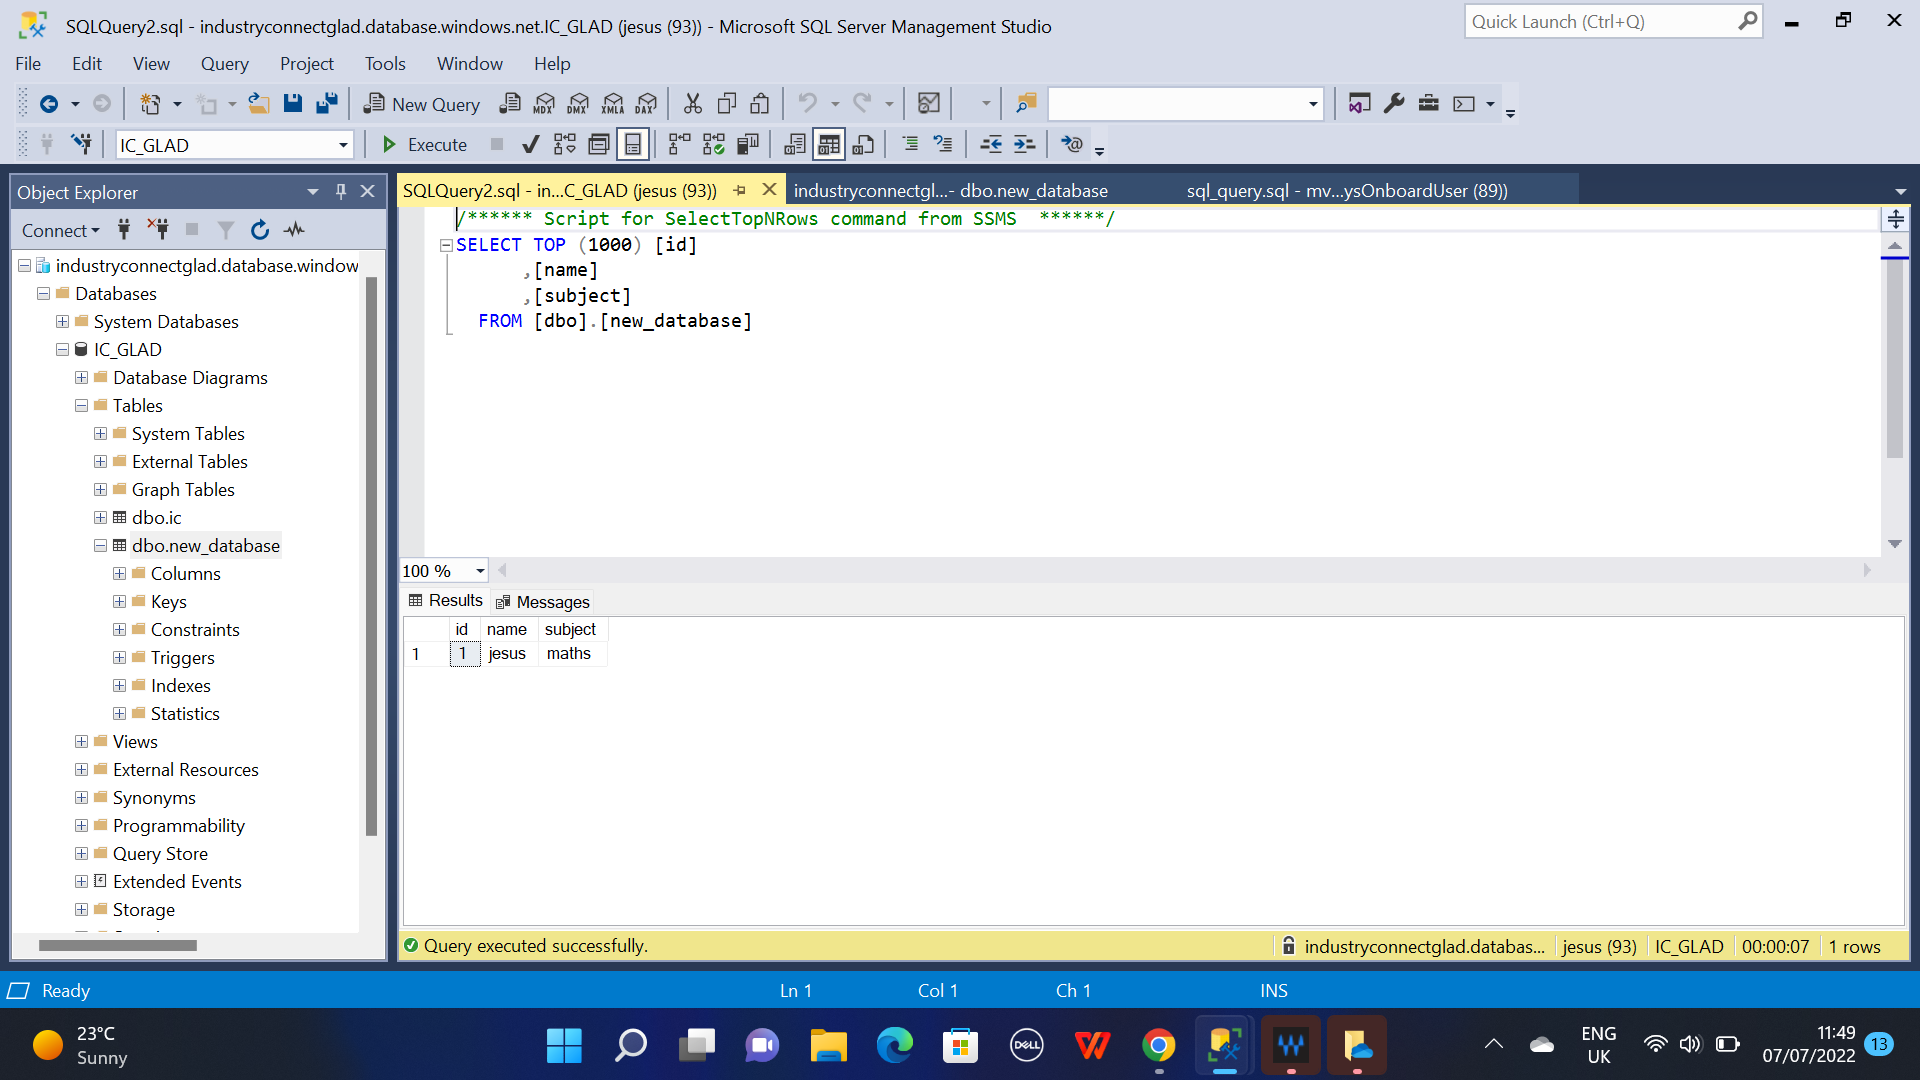 SQLQuery2.sql - industryconnectglad.database.windows.net.IC_GLAD (jesus (93)) - Microsoft SQL Server Management Studio
Quick Launch (Ctrl+Q)
File Edit View Query Project Tools Window Help
New Query MDX DMX XMLA DAX
IC_GLAD Execute
Object Explorer
Connect
industryconnectglad.database.window
Databases
System Databases
IC_GLAD
Database Diagrams
Tables
System Tables
External Tables
Graph Tables
dbo.ic
dbo.new_database
Columns
Keys
Constraints
Triggers
Indexes
Statistics
Views
External Resources
Synonyms
Programmability
Query Store
Extended Events
Storage
SQLQuery2.sql - in...C_GLAD (jesus (93)) industryconnectgl...- dbo.new_database sql_query.sql - mv...ysOnboardUser (89))
/****** Script for SelectTopNRows command from SSMS ******/
SELECT TOP (1000) [id]
,[name]
,[subject]
FROM [dbo].[new_database]
100 %
Results Messages
id name subject
1 1 jesus maths
Query executed successfully. industryconnectglad.databas... jesus (93) IC_GLAD 00:00:07 1 rows
Ready Ln 1 Col 1 Ch 1 INS
23°C
Sunny
DELL
ENG
UK
11:49
07/07/2022
13